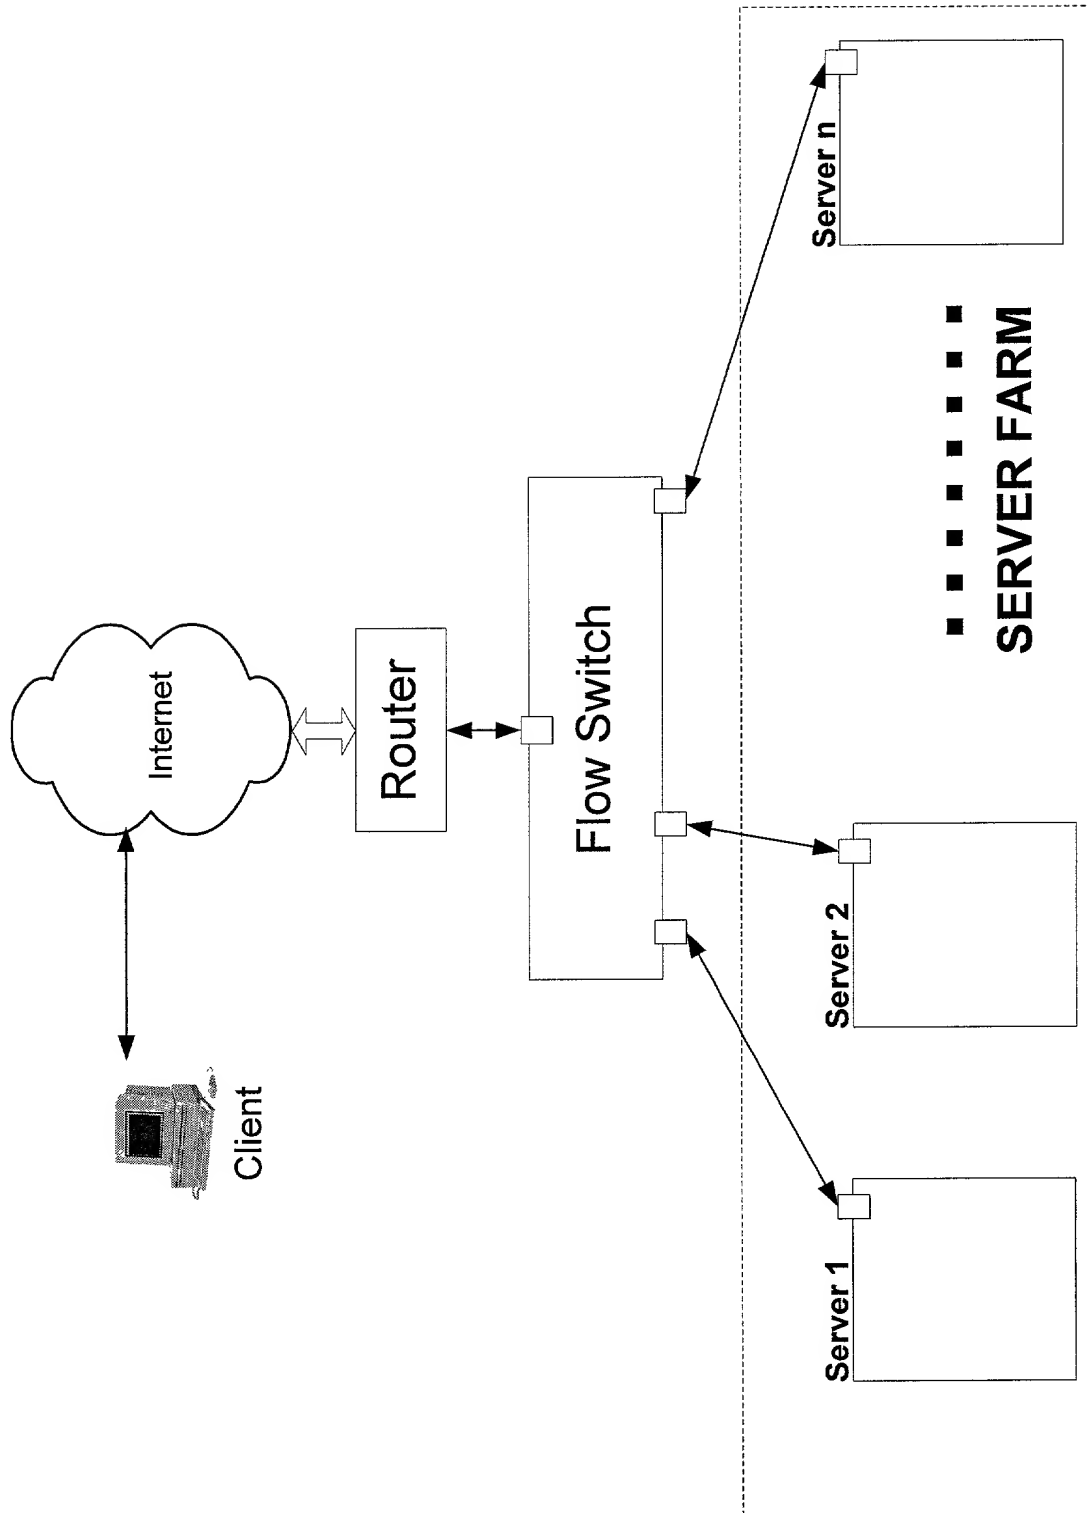 Client
Internet
Router
Flow Switch
Server 1
Server 2
Server n
SERVER FARM